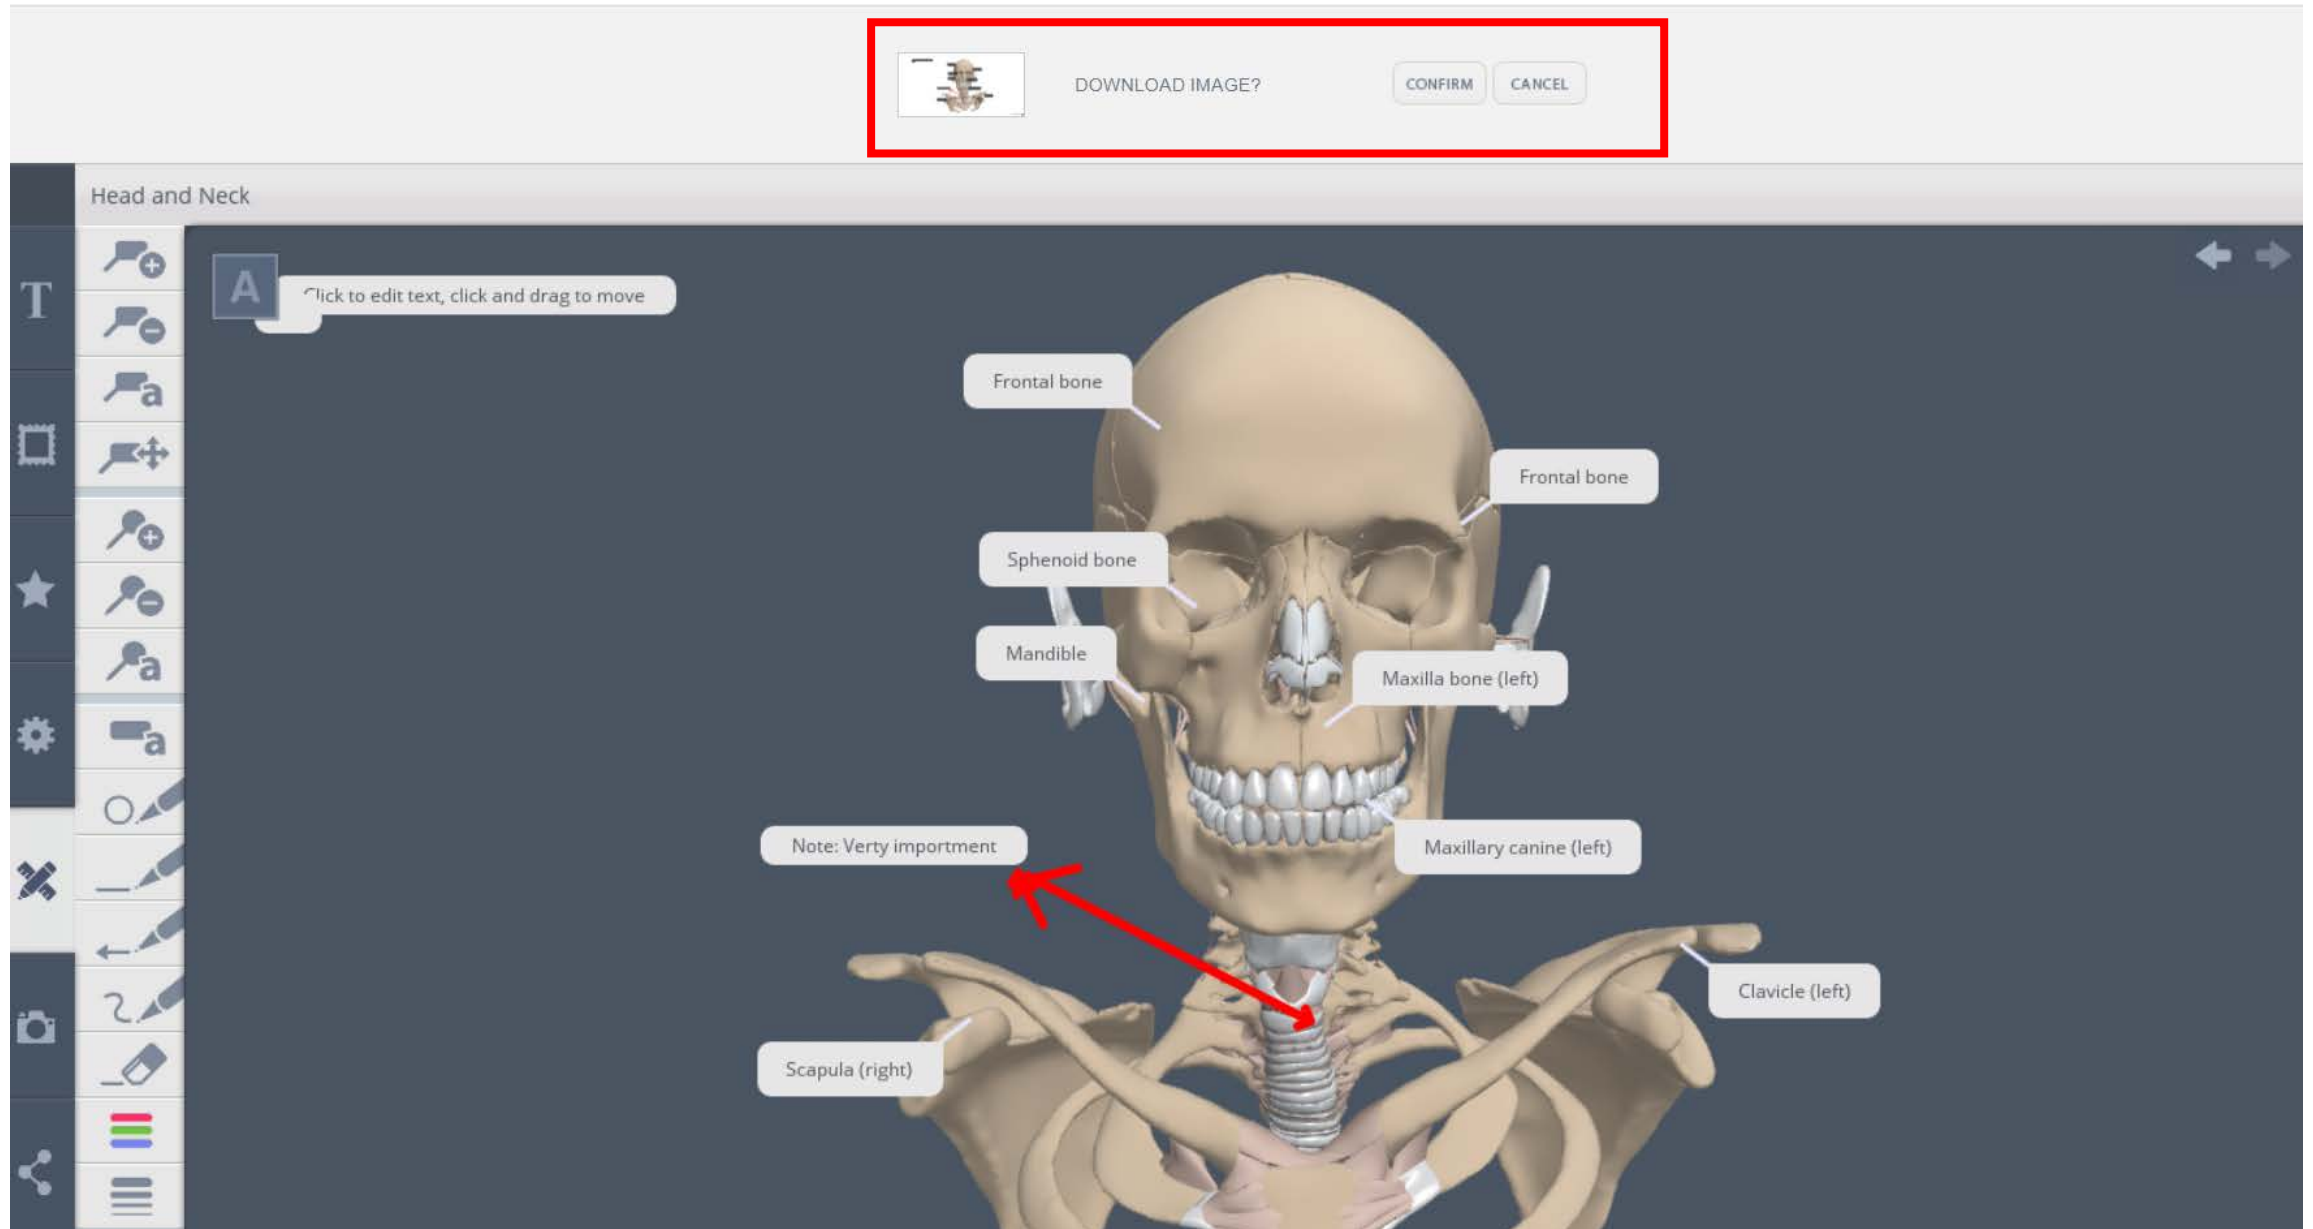 DOWNLOAD IMAGE?
CONFIRM
CANCEL
Head and Neck
T
A
Click to edit text, click and drag to move
a
Frontal bone
Frontal bone
Sphenoid bone
Mandible
a
Maxilla bone (left)
a
Note: Verty importment
Maxillary canine (left)
Clavicle (left)
Scapula (right)